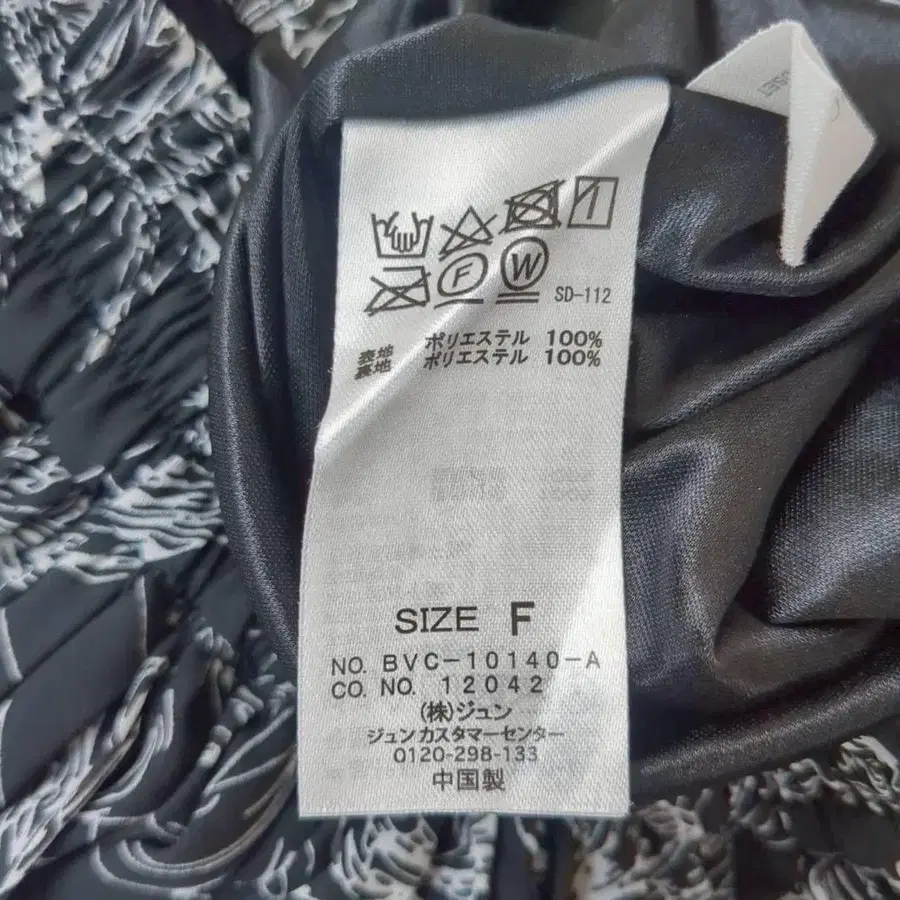 F W SD-112
表地 ポリエステル 100%
裏地 ポリエステル 100%
SIZE F
NO. BVC-10140-A
CO. NO. 12042
(株)ジュン
ジュンカスタマーセンター
0120-298-133
中国製